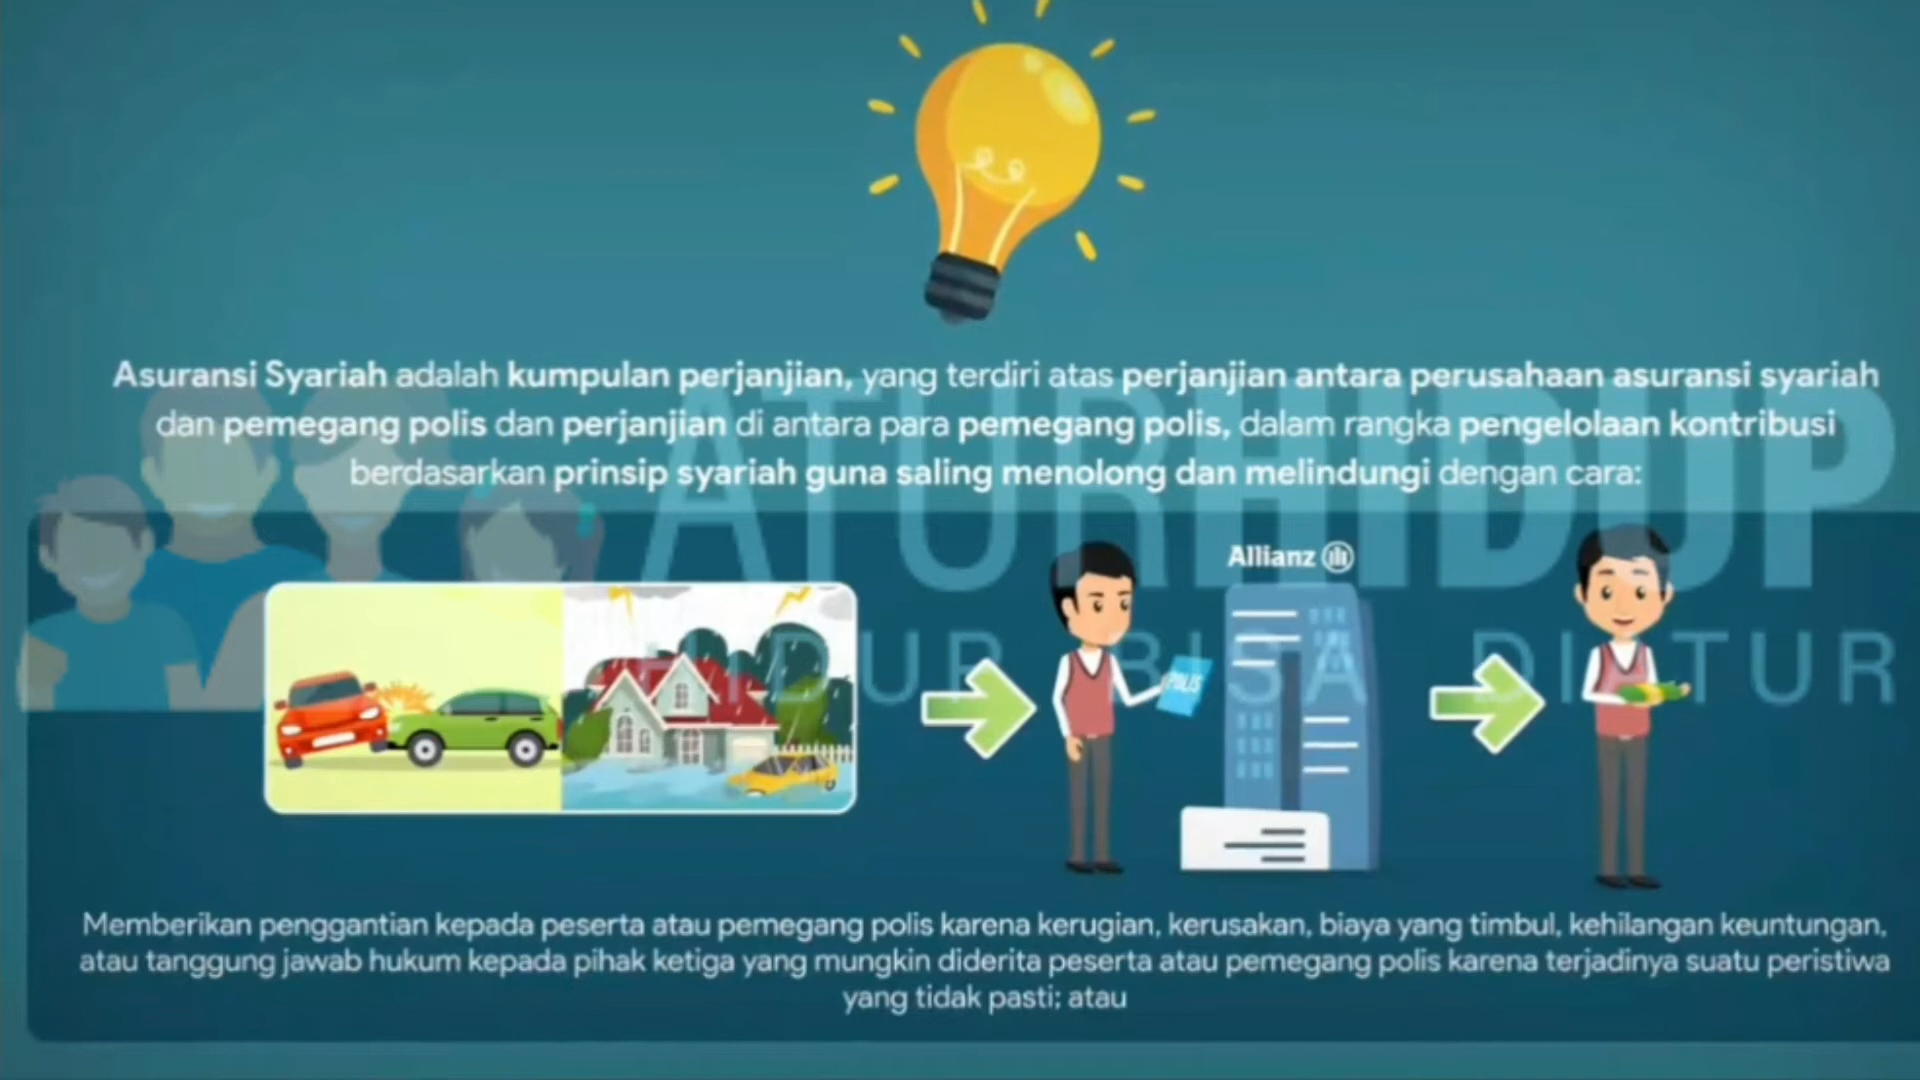 Asuransi Syariah adalah kumpulan perjanjian, yang terdiri atas perjanjian antara perusahaan asuransi syariah
dan pemegang polis dan perjanjian di antara para pemegang polis, dalam rangka pengelolaan kontribusi
berdasarkan prinsip syariah guna saling menolong dan melindungi dengan cara:
ATURHIDUP
HIDUP BISA DIATUR
Allianz
POLIS
Memberikan penggantian kepada peserta atau pemegang polis karena kerugian, kerusakan, biaya yang timbul, kehilangan keuntungan,
atau tanggung jawab hukum kepada pihak ketiga yang mungkin diderita peserta atau pemegang polis karena terjadinya suatu peristiwa
yang tidak pasti; atau